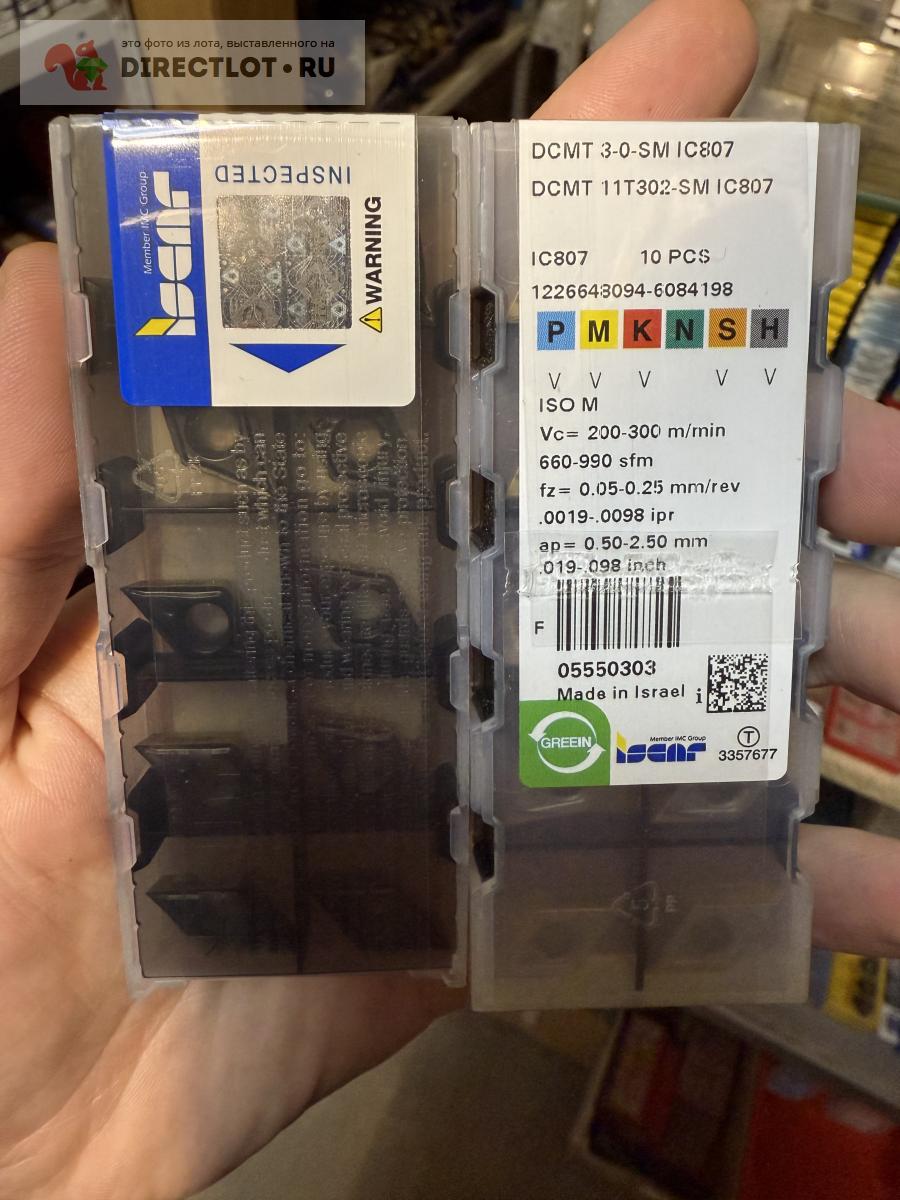 это фото из лота, выставленного на
DIRECTLOT.RU
INSPECTED
Member IMC Group
ISCAR
WARNING
DCMT 3-0-SM IC807
DCMT 11T302-SM IC807
IC807 10 PCS
1226648094-6084198
P M K N S H
V V V V V
ISO M
Vc= 200-300 m/min
660-990 sfm
fz= 0.05-0.25 mm/rev
.0019-.0098 ipr
ap= 0.50-2.50 mm
.019-.098 inch
F
05550303
Made in Israel i
GREEIN
Member IMC Group
ISCAR
T
3357677
5
PP